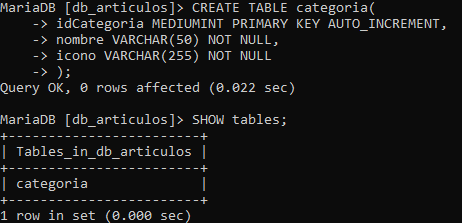 MariaDB [db_articulos]> CREATE TABLE categoria(
    -> idCategoria MEDIUMINT PRIMARY KEY AUTO_INCREMENT,
    -> nombre VARCHAR(50) NOT NULL,
    -> icono VARCHAR(255) NOT NULL
    -> );
Query OK, 0 rows affected (0.022 sec)

MariaDB [db_articulos]> SHOW tables;
+------------------------+
| Tables_in_db_articulos |
+------------------------+
| categoria              |
+------------------------+
1 row in set (0.000 sec)